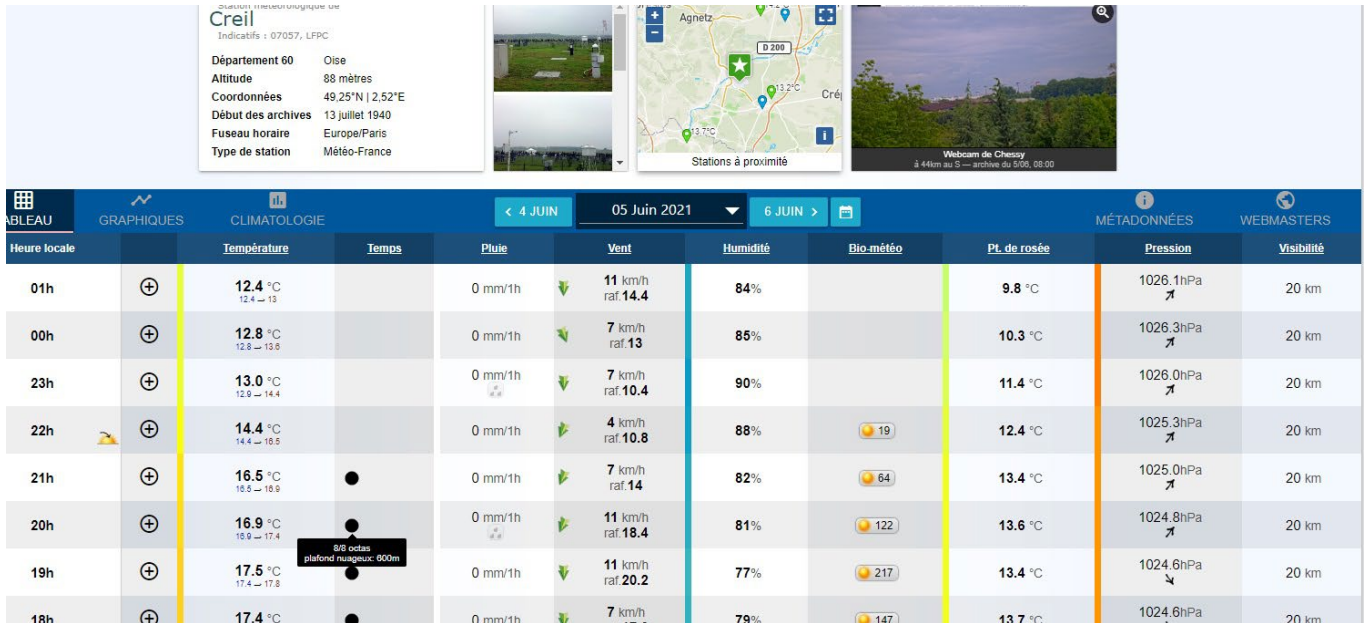 Station météorologique de
Creil
Indicatifs : 07057, LFPC
Département 60 Oise
Altitude 88 mètres
Coordonnées 49,25°N | 2,52°E
Début des archives 13 juillet 1940
Fuseau horaire Europe/Paris
Type de station Météo-France
+
−
Agnetz
14.2°C
D 200
13.2°C
Cré
13.7°C
i
Stations à proximité
Webcam de Chessy
à 44km au S — archive du 5/06, 08:00
ABLEAU
GRAPHIQUES
CLIMATOLOGIE
< 4 JUIN
05 Juin 2021
6 JUIN >
MÉTADONNÉES
WEBMASTERS
Heure locale Température Temps Pluie Vent Humidité Bio-météo Pt. de rosée Pression Visibilité
01h 12.4 °C 0 mm/1h 11 km/h 84% 9.8 °C 1026.1hPa 20 km
12.4 → 13 raf.14.4
00h 12.8 °C 0 mm/1h 7 km/h 85% 10.3 °C 1026.3hPa 20 km
12.8 → 13.6 raf.13
23h 13.0 °C 0 mm/1h 7 km/h 90% 11.4 °C 1026.0hPa 20 km
12.9 → 14.4 raf.10.4
22h 14.4 °C 0 mm/1h 4 km/h 88% 19 12.4 °C 1025.3hPa 20 km
14.4 → 16.5 raf.10.8
21h 16.5 °C 0 mm/1h 7 km/h 82% 64 13.4 °C 1025.0hPa 20 km
16.5 → 16.9 raf.14
20h 16.9 °C 0 mm/1h 11 km/h 81% 122 13.6 °C 1024.8hPa 20 km
16.9 → 17.4 raf.18.4
8/8 octas
plafond nuageux: 600m
19h 17.5 °C 0 mm/1h 11 km/h 77% 217 13.4 °C 1024.6hPa 20 km
17.4 → 17.8 raf.20.2
18h 17.4 °C 0 mm/1h 7 km/h 79% 147 13.7 °C 1024.6hPa 20 km